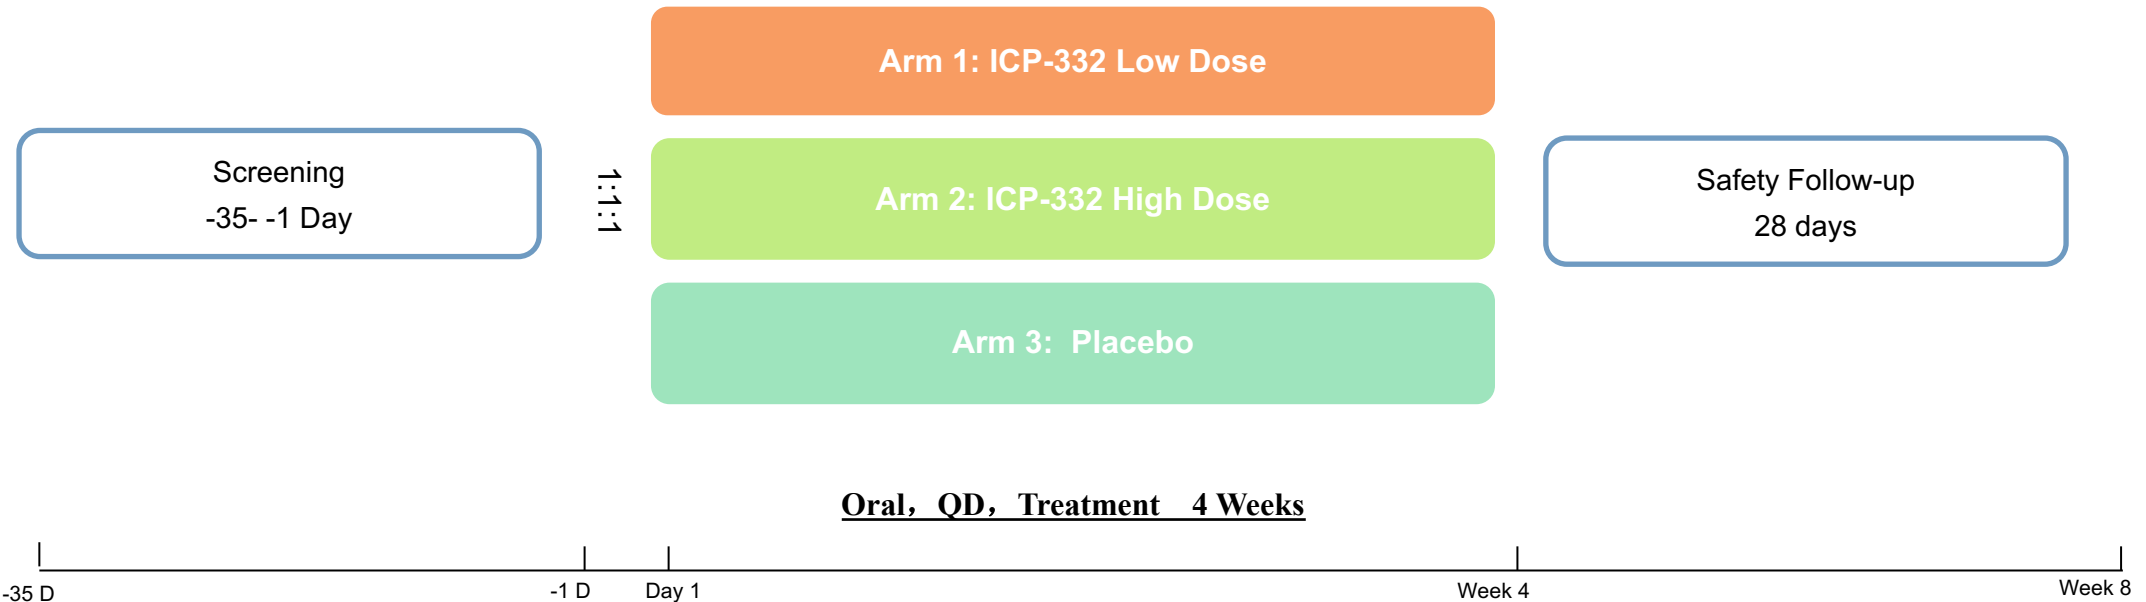 Screening
-35- -1 Day
1:1:1
Arm 1: ICP-332 Low Dose
Arm 2: ICP-332 High Dose
Arm 3:  Placebo
Safety Follow-up
28 days
Oral，QD，Treatment  4 Weeks
-35 D
-1 D
Day 1
Week 4
Week 8